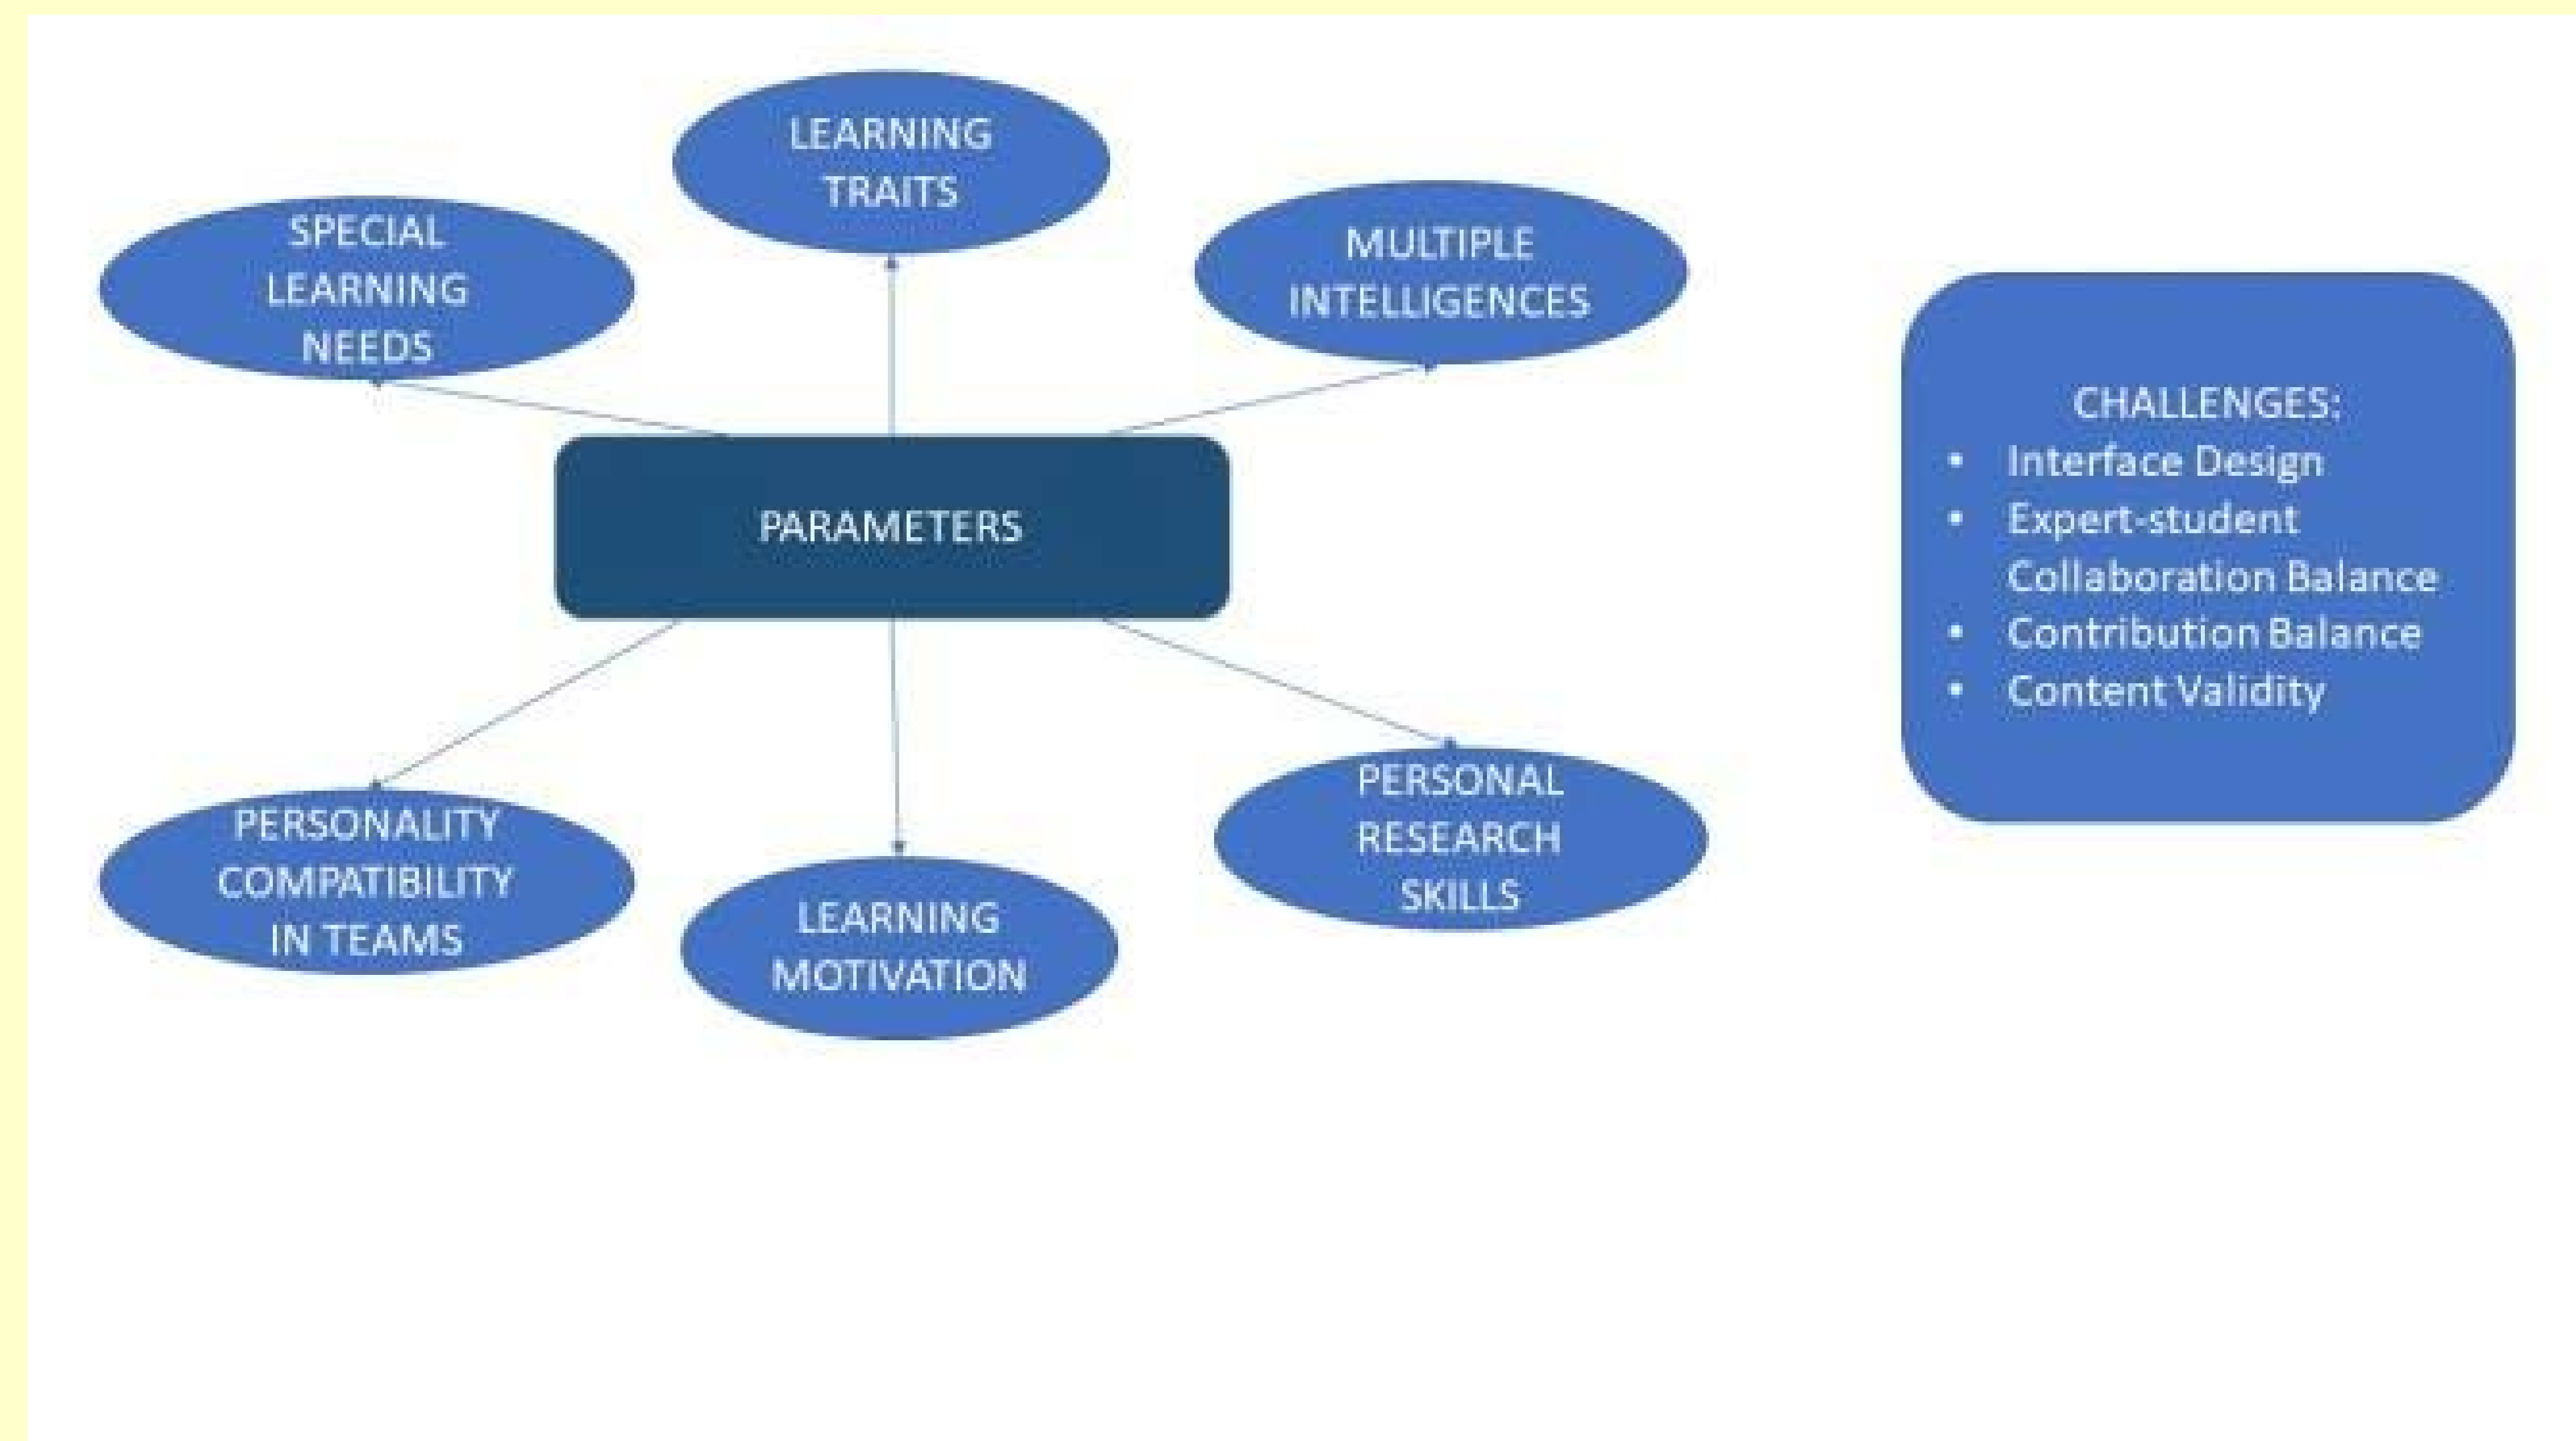 LEARNING
TRAITS
SPECIAL
LEARNING
NEEDS
MULTIPLE
INTELLIGENCES
PARAMETERS
PERSONALITY
COMPATIBILITY
IN TEAMS
LEARNING
MOTIVATION
PERSONAL
RESEARCH
SKILLS
CHALLENGES:
• Interface Design
• Expert-student
Collaboration Balance
• Contribution Balance
• Content Validity